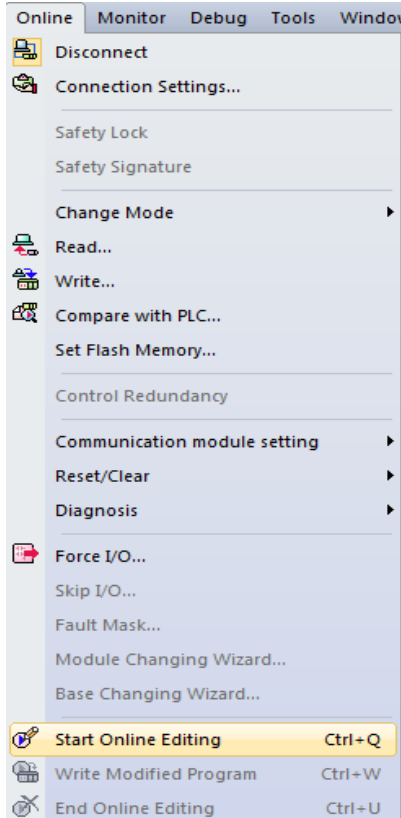 Online Monitor Debug Tools Windo
Disconnect
Connection Settings...
Safety Lock
Safety Signature
Change Mode
Read...
Write...
Compare with PLC...
Set Flash Memory...
Control Redundancy
Communication module setting
Reset/Clear
Diagnosis
Force I/O...
Skip I/O...
Fault Mask...
Module Changing Wizard...
Base Changing Wizard...
Start Online Editing Ctrl+Q
Write Modified Program Ctrl+W
End Online Editing Ctrl+U